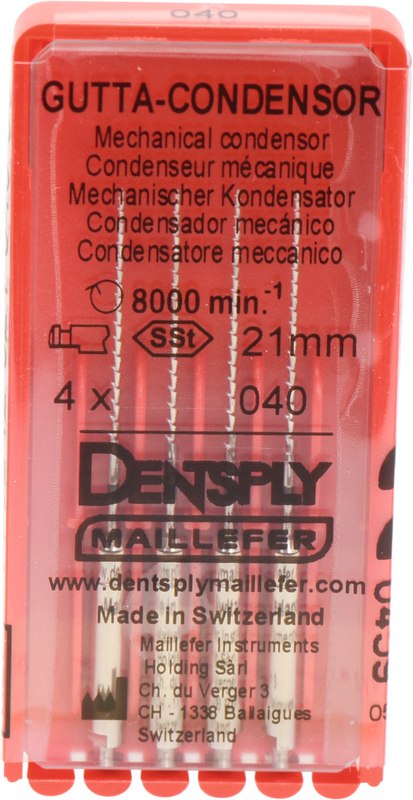 040
GUTTA-CONDENSOR
Mechanical condensor
Condenseur mécanique
Mechanischer Kondensator
Condensador mecánico
Condensatore meccanico
8000 min.-1
SSt 21mm
4 x 040
DENTSPLY
MAILLEFER
www.dentsplymaillefer.com
Made in Switzerland
Maillefer Instruments
Holding Sàrl
Ch. du Verger 3
CH - 1338 Ballaigues
Switzerland
0459
05